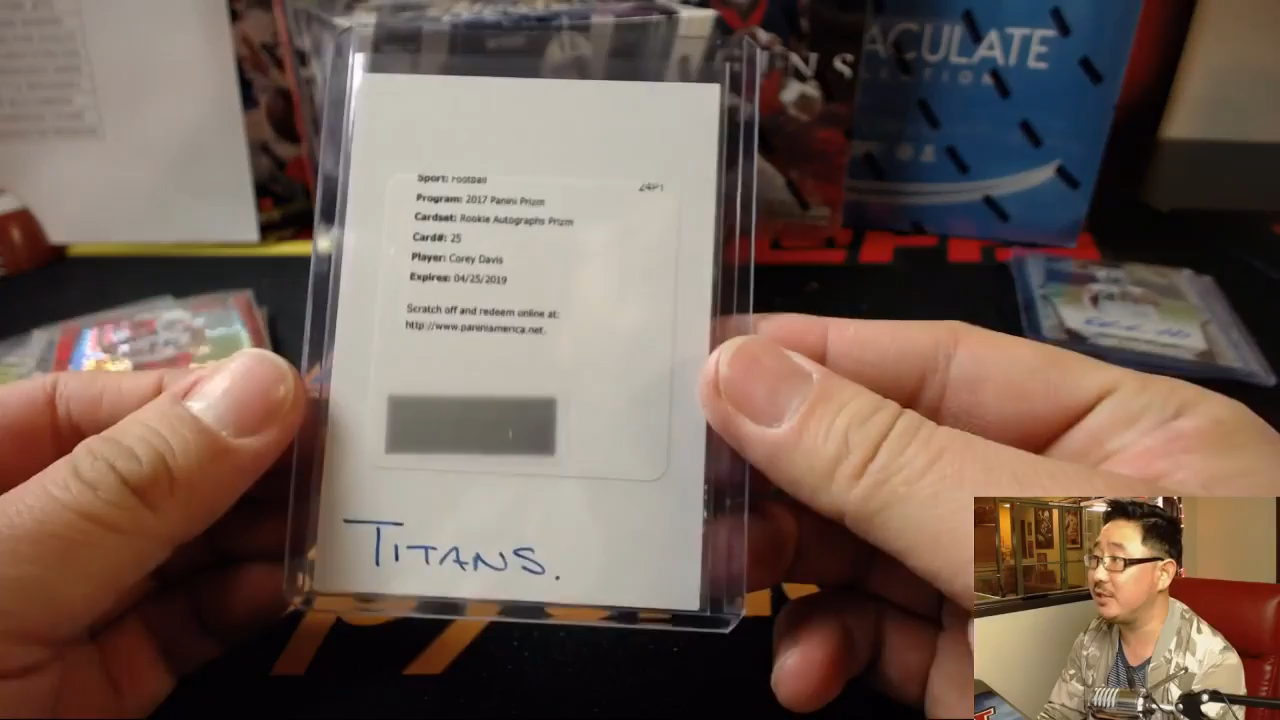 ACULATE
Sport: Football
24P1
Program: 2017 Panini Prizm
Cardset: Rookie Autographs Prizm
Card#: 25
Player: Corey Davis
Expires: 04/25/2019
Scratch off and redeem online at:
http://www.paniniamerica.net.
TITANS.